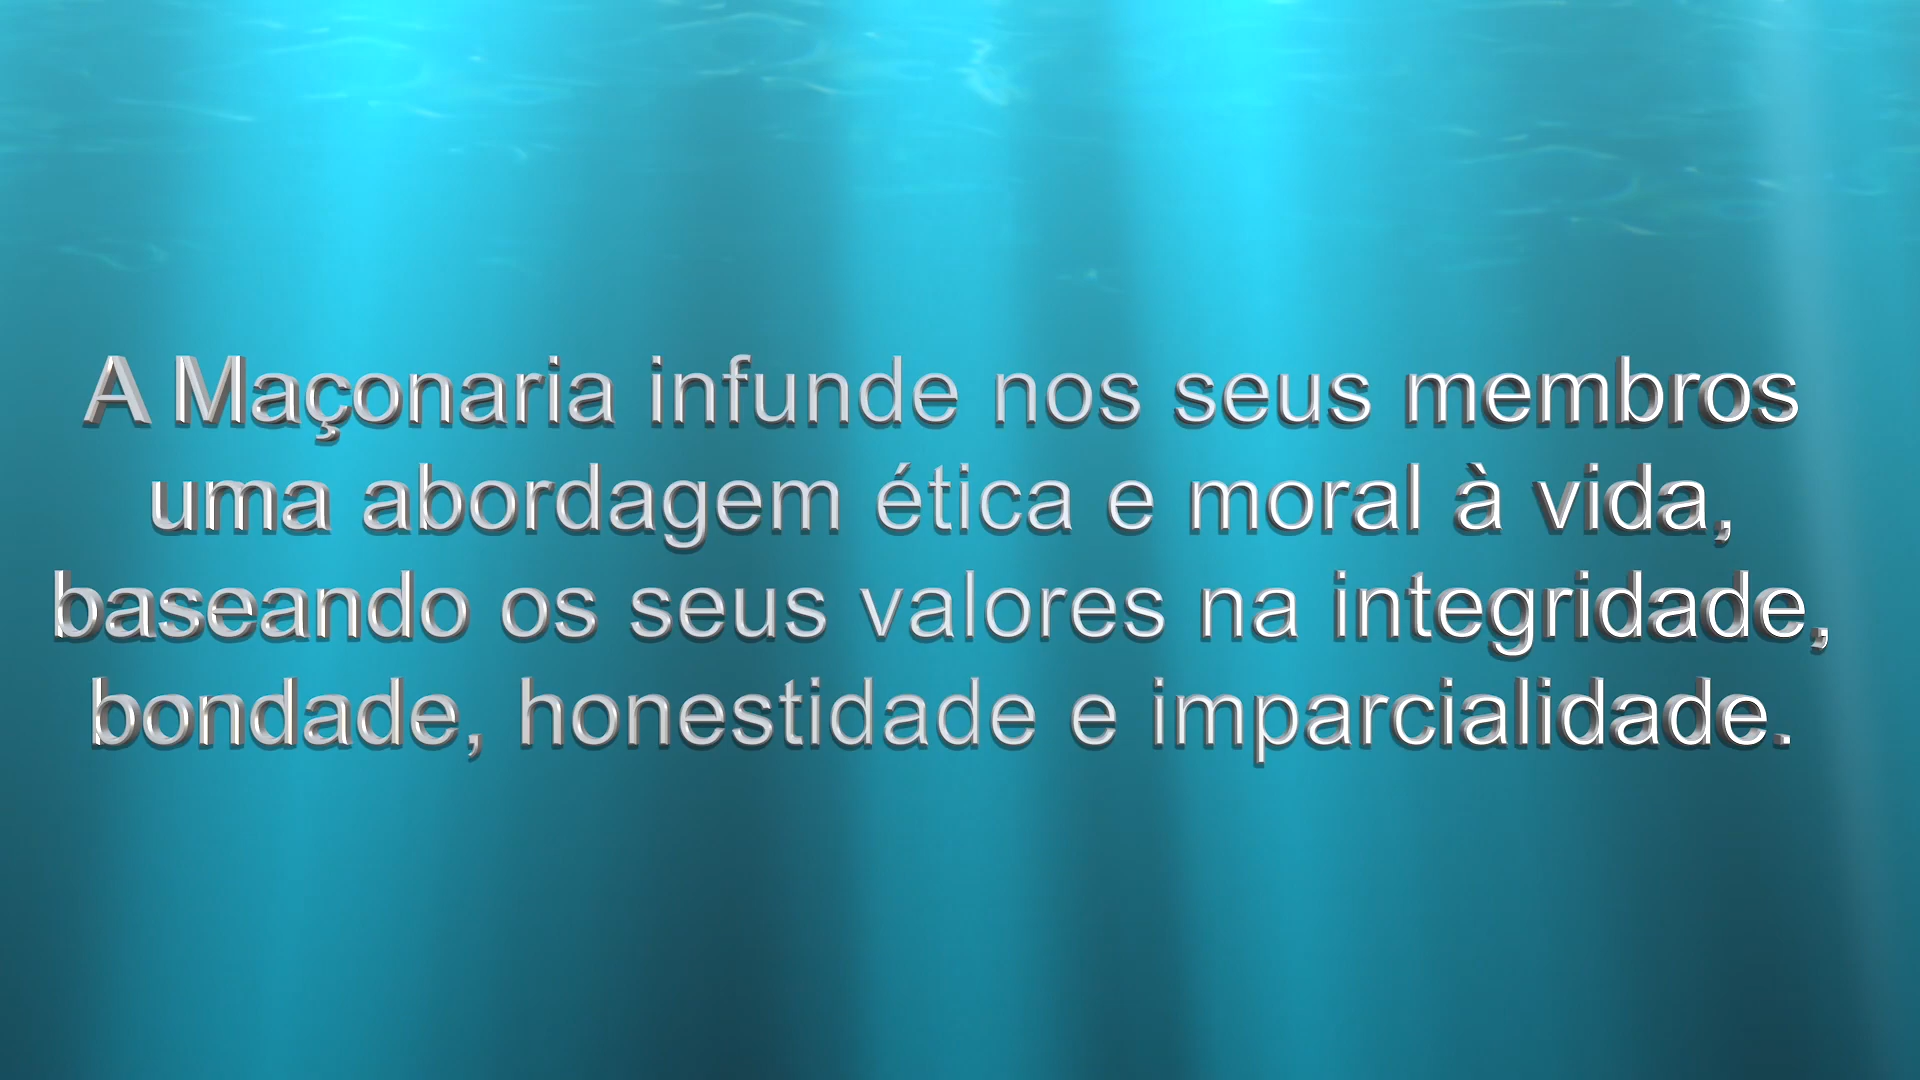 A Maçonaria infunde nos seus membros
uma abordagem ética e moral à vida,
baseando os seus valores na integridade,
bondade, honestidade e imparcialidade.